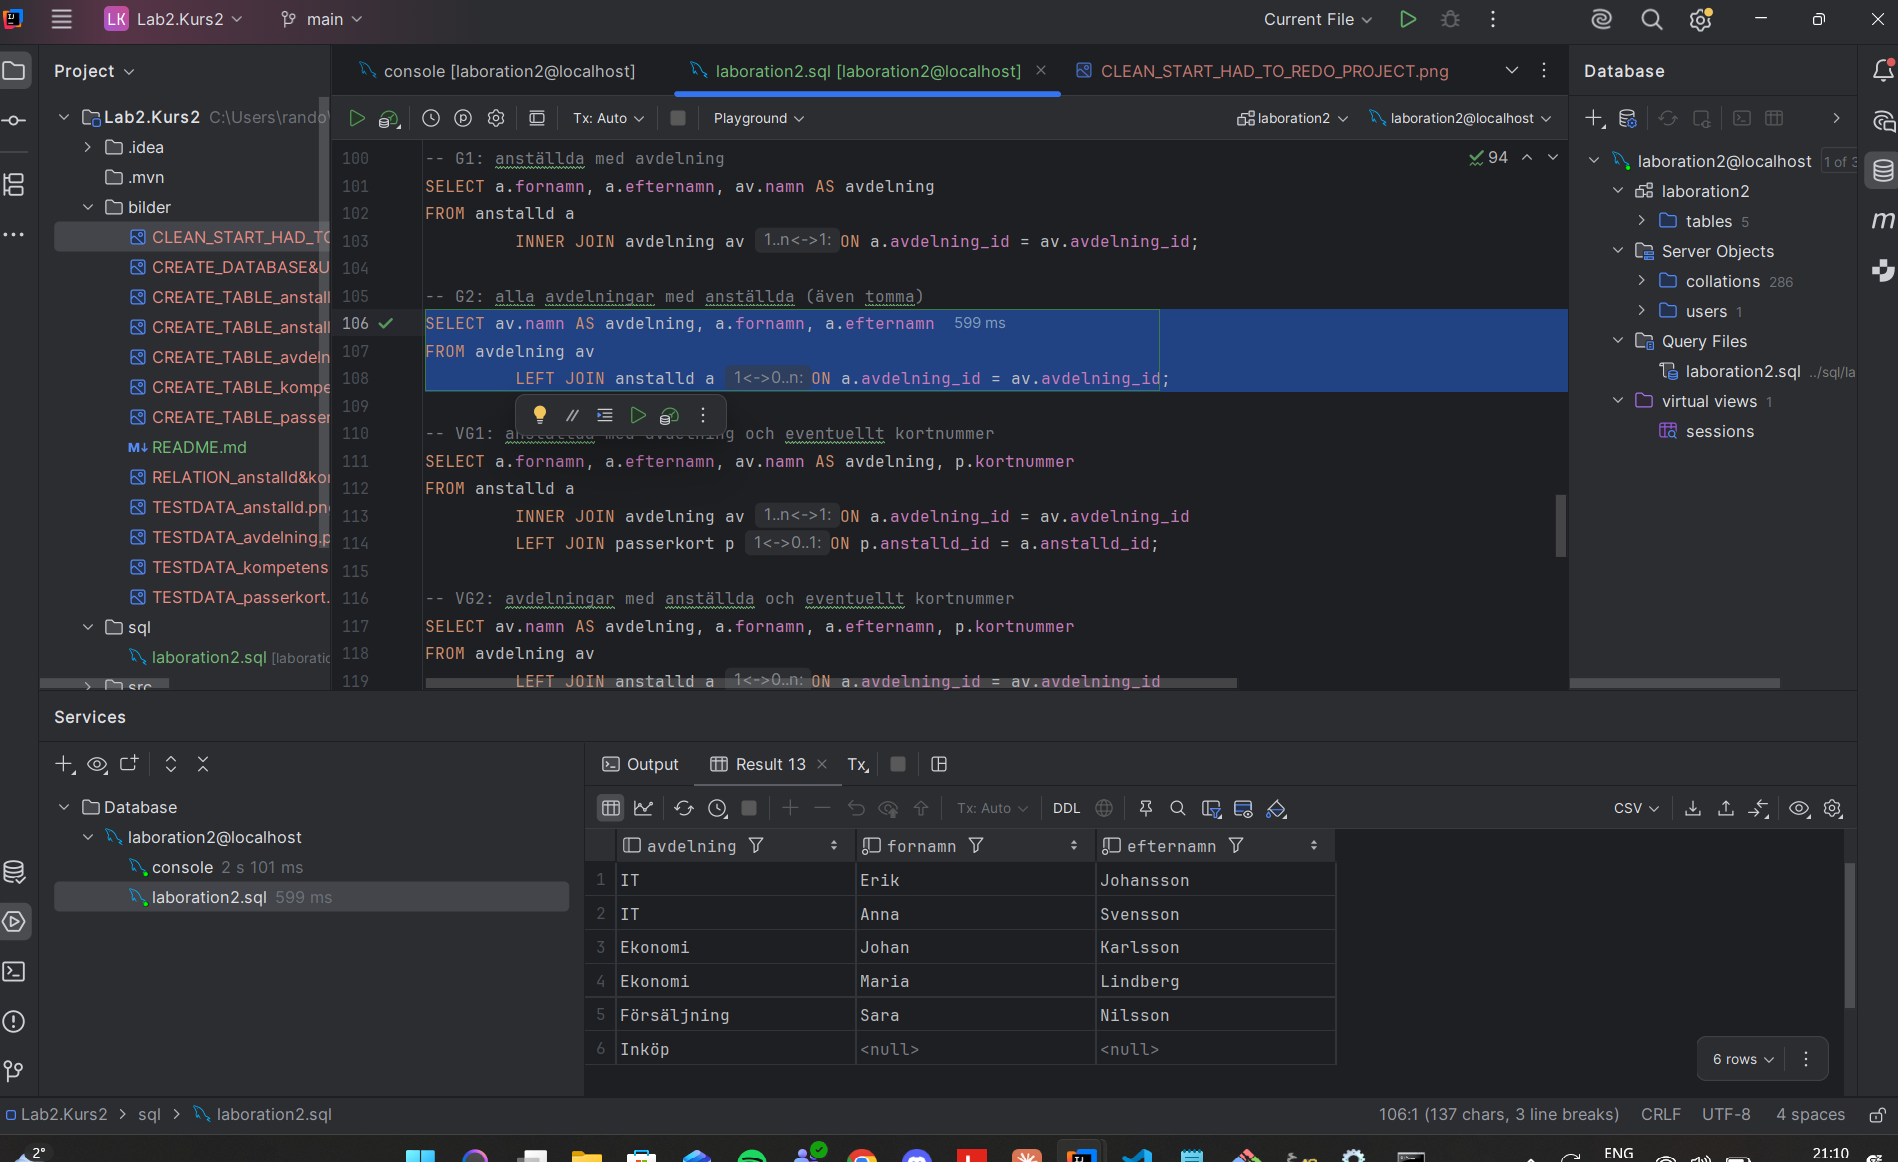 LK Lab2.Kurs2 main Current File
Project
console [laboration2@localhost] laboration2.sql [laboration2@localhost] CLEAN_START_HAD_TO_REDO_PROJECT.png
Database
Tx: Auto Playground laboration2 laboration2@localhost
Lab2.Kurs2 C:\Users\rando
.idea
.mvn
bilder
CLEAN_START_HAD_TO
CREATE_DATABASE&U
CREATE_TABLE_anstal
CREATE_TABLE_anstal
CREATE_TABLE_avdeln
CREATE_TABLE_kompe
CREATE_TABLE_passer
M↓ README.md
RELATION_anstalld&ko
TESTDATA_anstalld.pn
TESTDATA_avdelning.p
TESTDATA_kompetens
TESTDATA_passerkort.
sql
laboration2.sql [laboratio
src
94
100 -- G1: anställda med avdelning
101 SELECT a.fornamn, a.efternamn, av.namn AS avdelning
102 FROM anstalld a
103 INNER JOIN avdelning av 1..n<->1: ON a.avdelning_id = av.avdelning_id;
104
105 -- G2: alla avdelningar med anställda (även tomma)
106 SELECT av.namn AS avdelning, a.fornamn, a.efternamn 599 ms
107 FROM avdelning av
108 LEFT JOIN anstalld a 1<->0..n: ON a.avdelning_id = av.avdelning_id;
109
110 -- VG1: anställda med avdelning och eventuellt kortnummer
111 SELECT a.fornamn, a.efternamn, av.namn AS avdelning, p.kortnummer
112 FROM anstalld a
113 INNER JOIN avdelning av 1..n<->1: ON a.avdelning_id = av.avdelning_id
114 LEFT JOIN passerkort p 1<->0..1: ON p.anstalld_id = a.anstalld_id;
115
116 -- VG2: avdelningar med anställda och eventuellt kortnummer
117 SELECT av.namn AS avdelning, a.fornamn, a.efternamn, p.kortnummer
118 FROM avdelning av
119 LEFT JOIN anstalld a 1<->0..n: ON a.avdelning_id = av.avdelning_id
laboration2@localhost 1 of 3
laboration2
tables 5
Server Objects
collations 286
users 1
Query Files
laboration2.sql ../sql/la
virtual views 1
sessions
Services
Database
laboration2@localhost
console 2 s 101 ms
laboration2.sql 599 ms
Output Result 13 Tx
Tx: Auto DDL CSV
avdelning fornamn efternamn
1 IT Erik Johansson
2 IT Anna Svensson
3 Ekonomi Johan Karlsson
4 Ekonomi Maria Lindberg
5 Försäljning Sara Nilsson
6 Inköp <null> <null>
6 rows
Lab2.Kurs2 > sql > laboration2.sql
106:1 (137 chars, 3 line breaks) CRLF UTF-8 4 spaces
2°
ENG
21:10